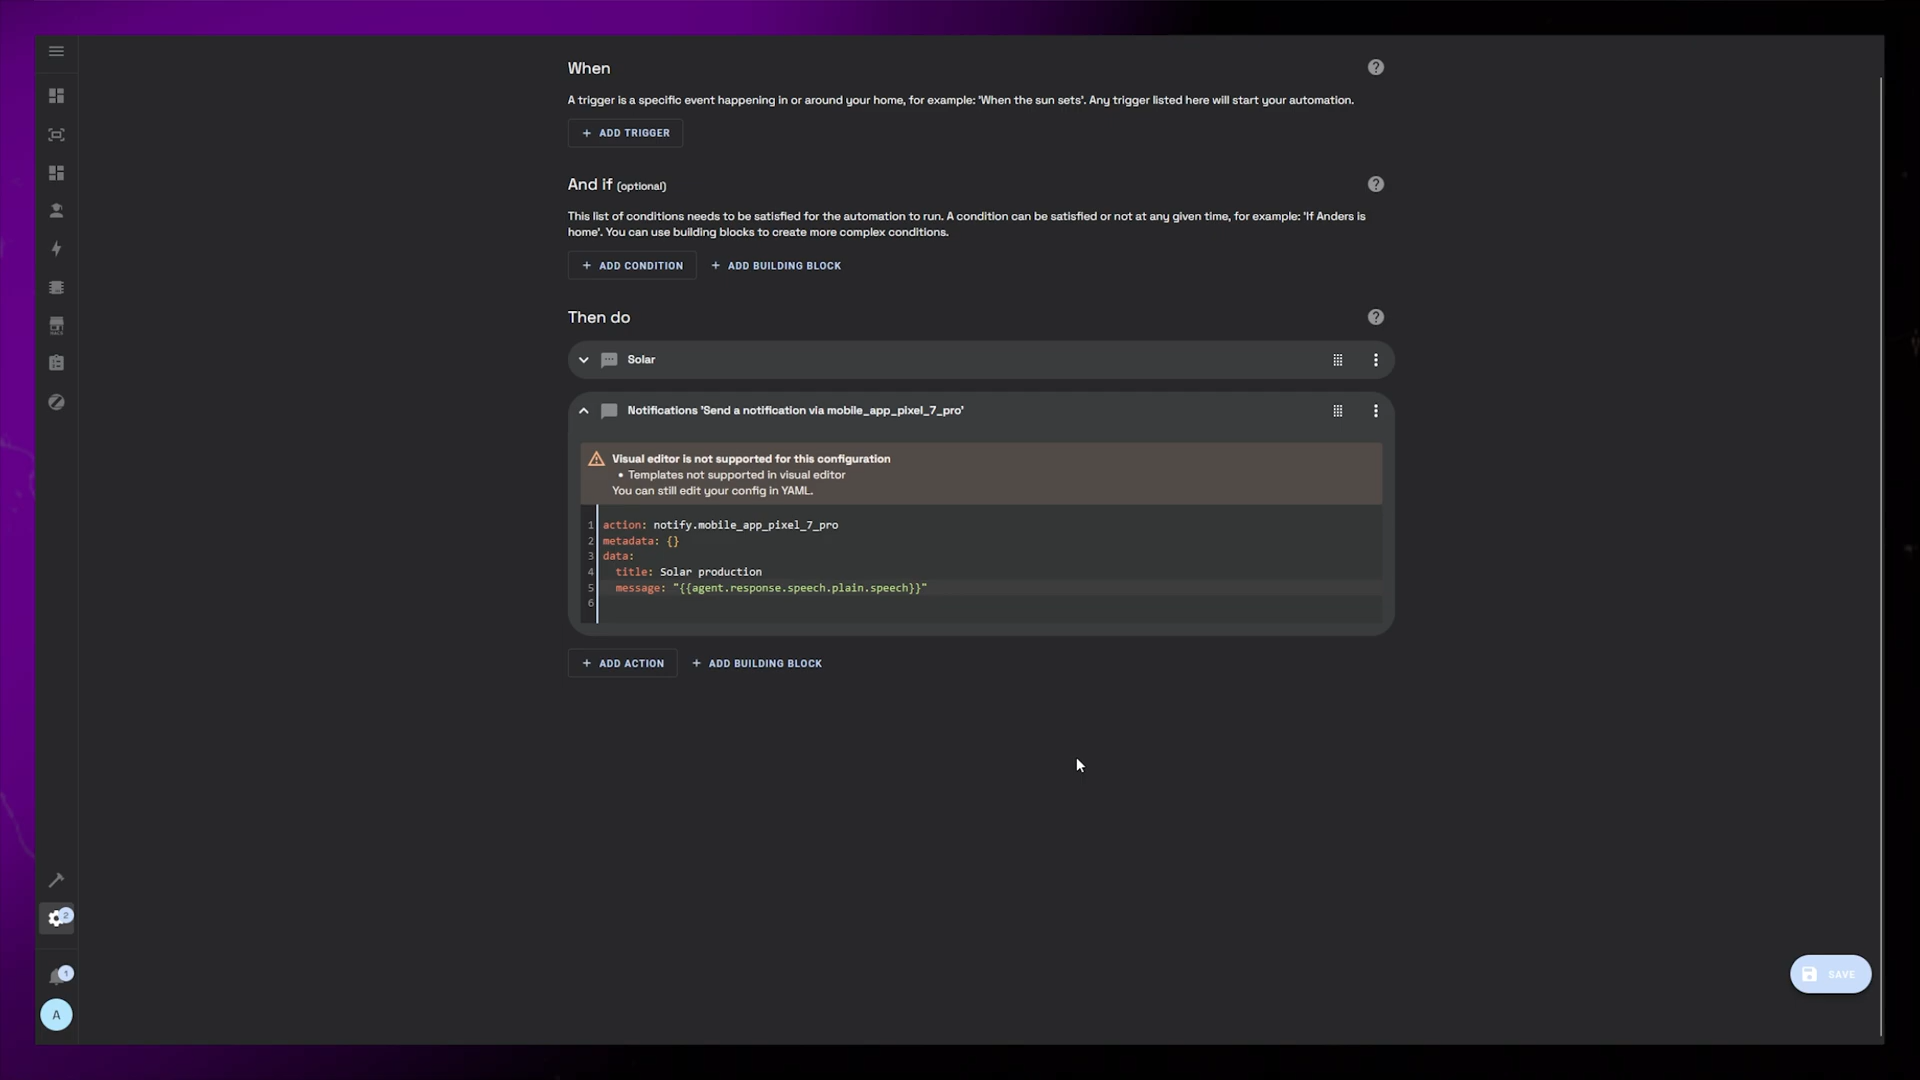 When
A trigger is a specific event happening in or around your home, for example: 'When the sun sets'. Any trigger listed here will start your automation.
+ ADD TRIGGER
And if (optional)
This list of conditions needs to be satisfied for the automation to run. A condition can be satisfied or not at any given time, for example: 'If Anders is
home'. You can use building blocks to create more complex conditions.
+ ADD CONDITION + ADD BUILDING BLOCK
Then do
Solar
Notifications 'Send a notification via mobile_app_pixel_7_pro'
Visual editor is not supported for this configuration
• Templates not supported in visual editor
You can still edit your config in YAML.
1 action: notify.mobile_app_pixel_7_pro
2 metadata: {}
3 data:
4 title: Solar production
5 message: "{{agent.response.speech.plain.speech}}"
6
+ ADD ACTION + ADD BUILDING BLOCK
2
1
A
SAVE